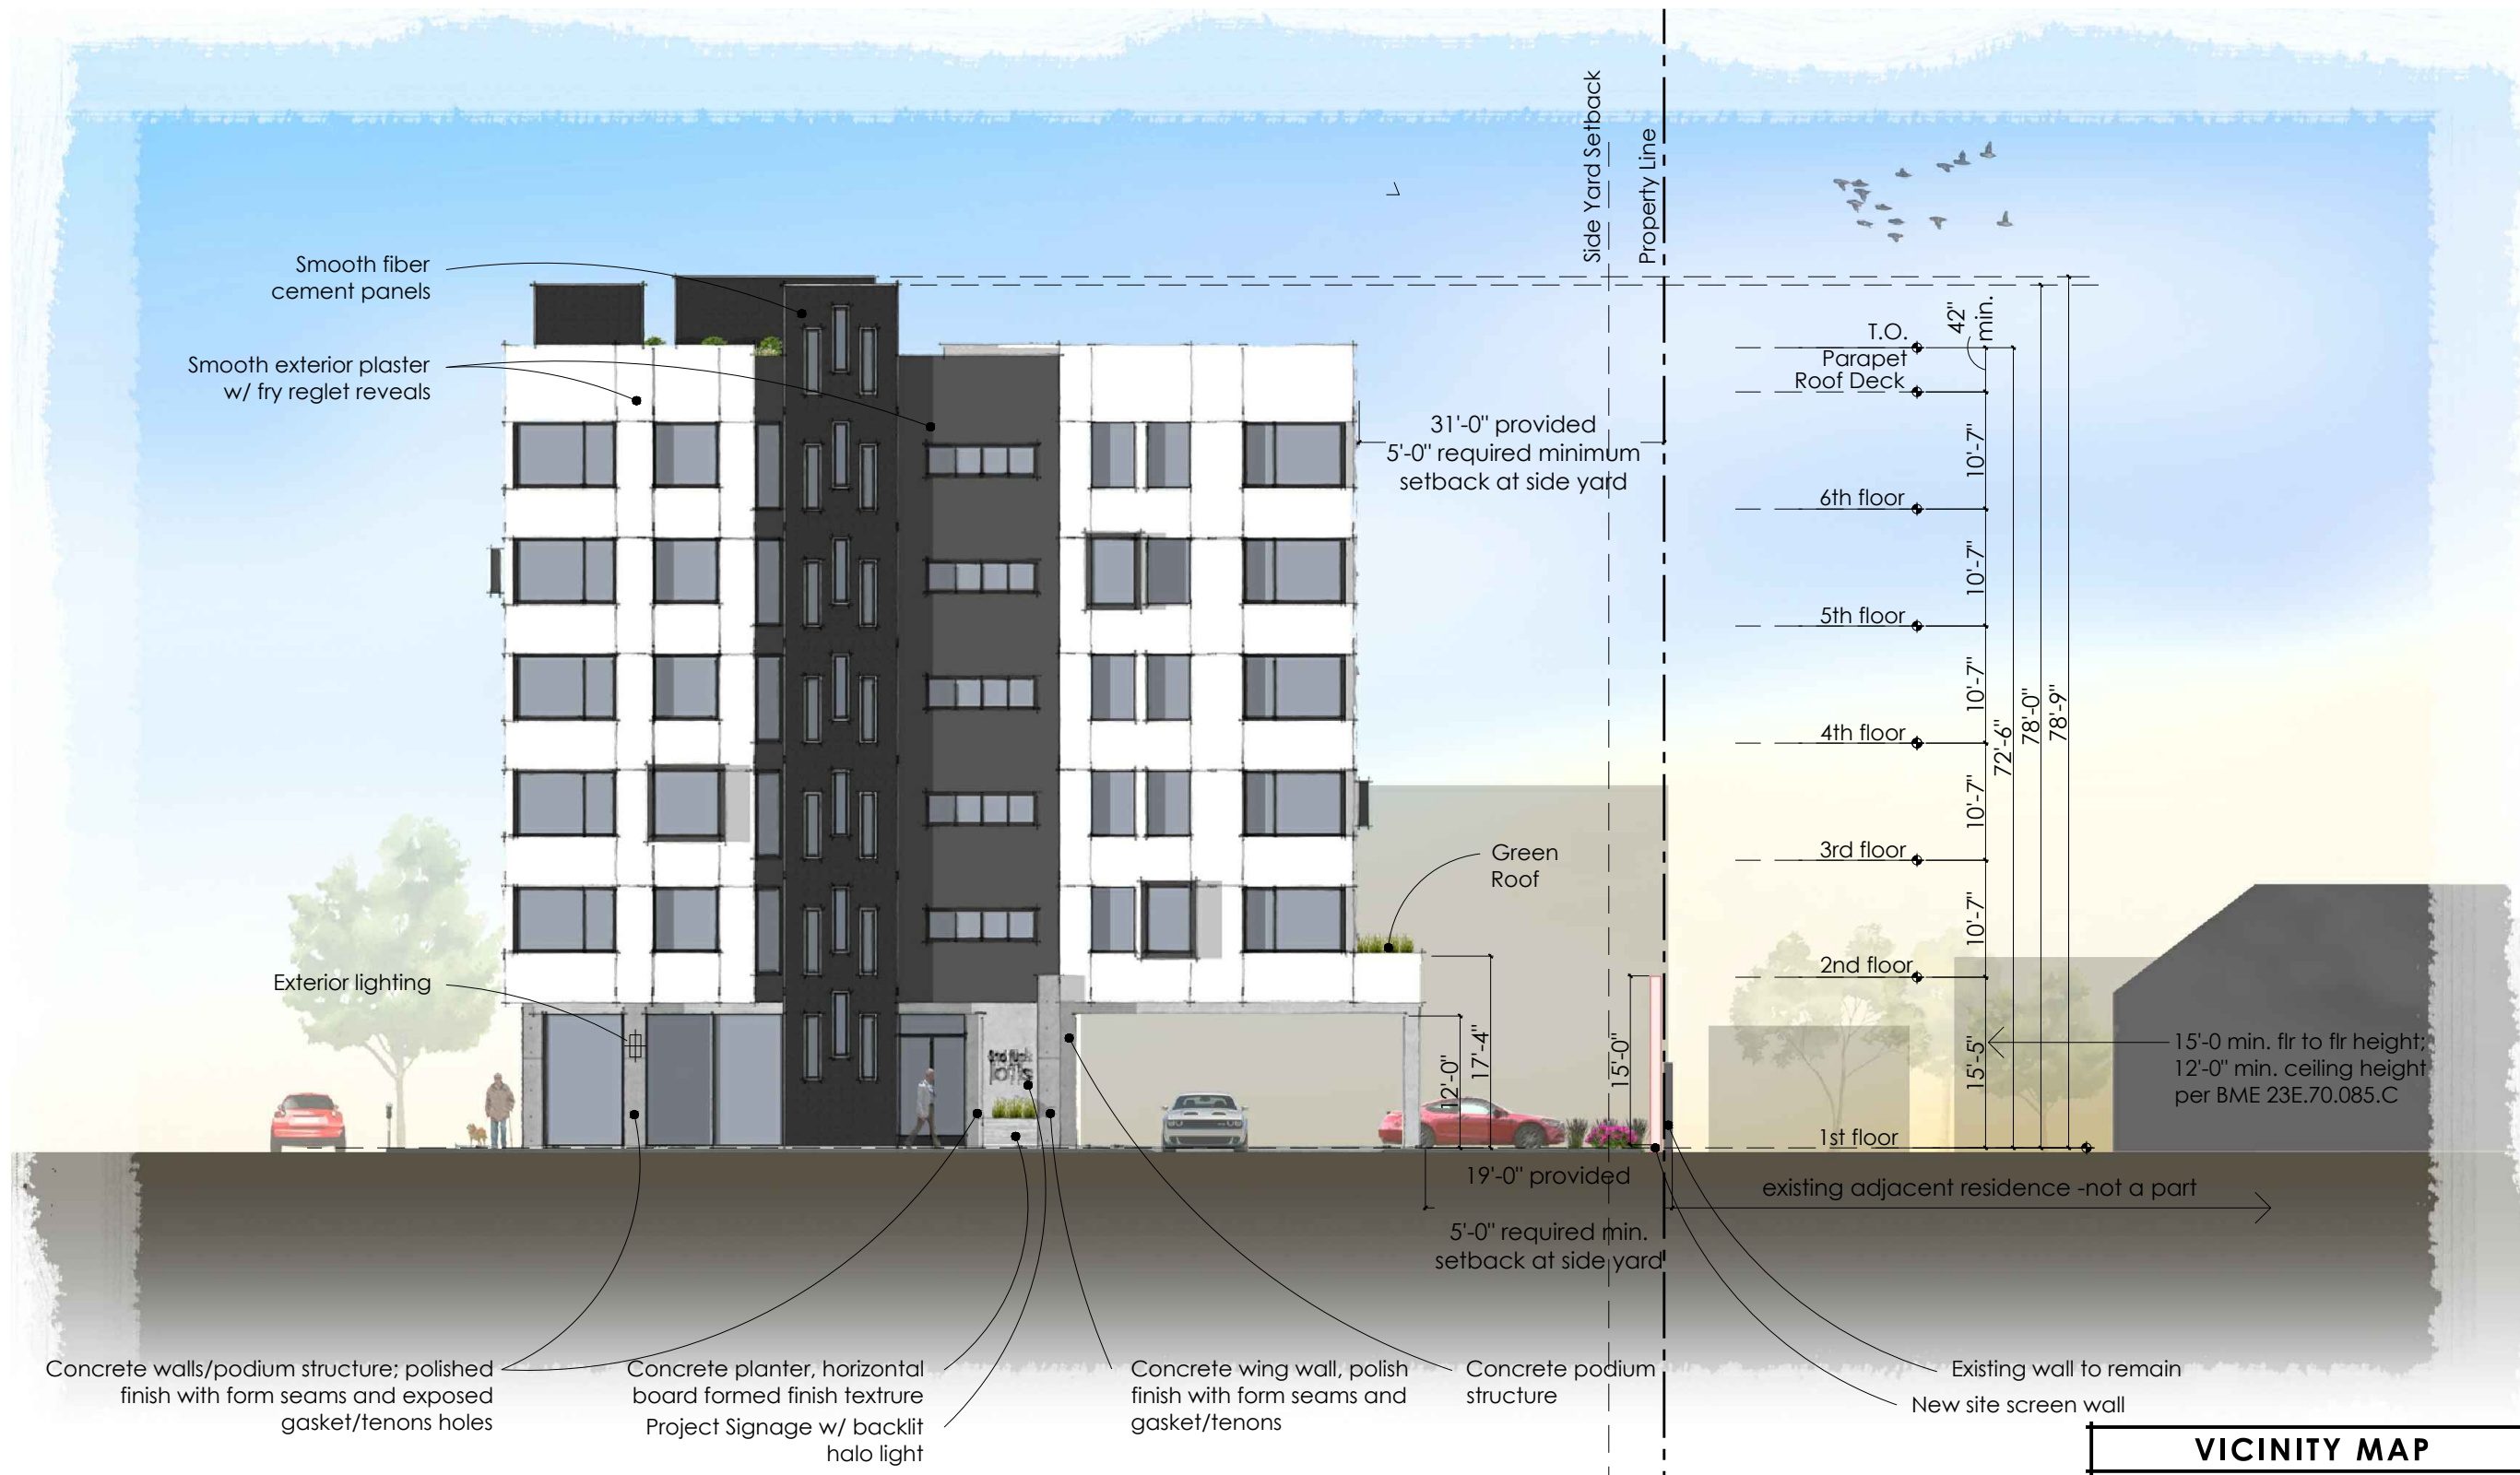 Side Yard Setback
Property Line
Smooth fiber
cement panels
Smooth exterior plaster
w/ fry reglet reveals
31'-0" provided
5'-0" required minimum
setback at side yard
T.O.
Parapet
Roof Deck
42"
min.
10'-7"
6th floor
10'-7"
5th floor
10'-7"
4th floor
10'-7"
3rd floor
10'-7"
2nd floor
15'-5"
1st floor
72'-6"
78'-0"
78'-9"
Green
Roof
Exterior lighting
lofts
12'-0"
17'-4"
15'-0"
15'-0 min. flr to flr height;
12'-0" min. ceiling height
per BME 23E.70.085.C
19'-0" provided
5'-0" required min.
setback at side yard
existing adjacent residence -not a part
Concrete walls/podium structure; polished
finish with form seams and exposed
gasket/tenons holes
Concrete planter, horizontal
board formed finish textrure
Project Signage w/ backlit
halo light
Concrete wing wall, polish
finish with form seams and
gasket/tenons
Concrete podium
structure
Existing wall to remain
New site screen wall
VICINITY MAP